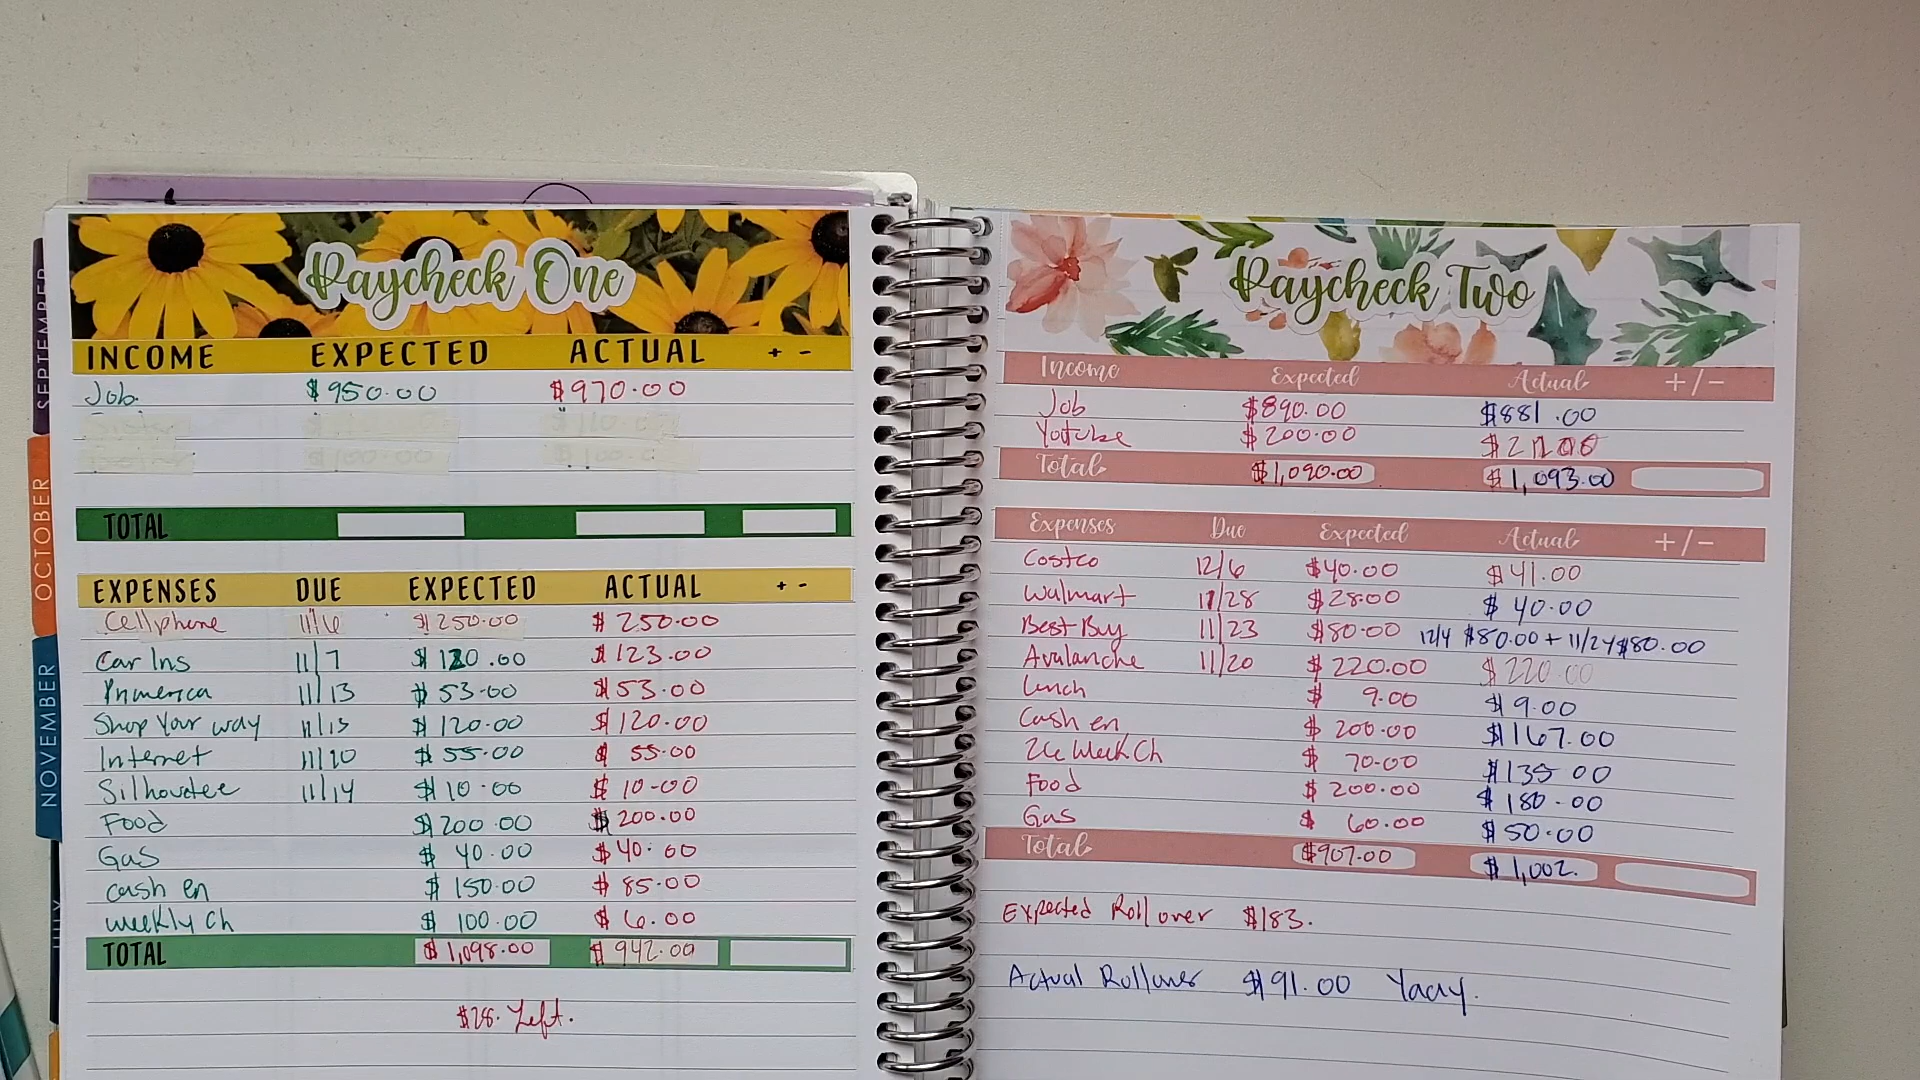 Paycheck One
INCOME EXPECTED ACTUAL + -
Job. $950.00 $970.00
TOTAL
EXPENSES DUE EXPECTED ACTUAL + -
Cellphone 11/6 $250.00 $250.00
Car Ins 11/7 $120.00 $123.00
Primerica 11/13 $53-00 $53.00
Shop Your way 11/15 $120.00 $120.00
Internet 11/20 $55.00 $55.00
Silhoutee 11/14 $10.00 $10-00
Food $200.00 $200.00
Gas $40.00 $40.00
cash en $150.00 $85.00
weekly Ch $100.00 $6.00
TOTAL $1,098.00 $942.00
$28. Left.
SEPTEMBER
OCTOBER
NOVEMBER
Paycheck Two
Income Expected Actual +/-
Job $890.00 $881.00
Youtube $200.00
Total $1,090.00 $1,093.00
Expenses Due Expected Actual +/-
Costco 12/6 $40.00 $41.00
Walmart 11/28 $28.00 $40.00
Best Buy 11/23 $80.00 12/4 $80.00 + 11/24 $80.00
Avalanche 11/20 $220.00 $220.00
Lunch $9.00 $9.00
Cash en $200.00 $167.00
Week Ch $70-00 $135 00
Food $200.00 $180-00
Gas $60.00 $50.00
Total $907.00 $1,002.
Expected Roll over $183.
Actual Rollover $91.00 Yaay.